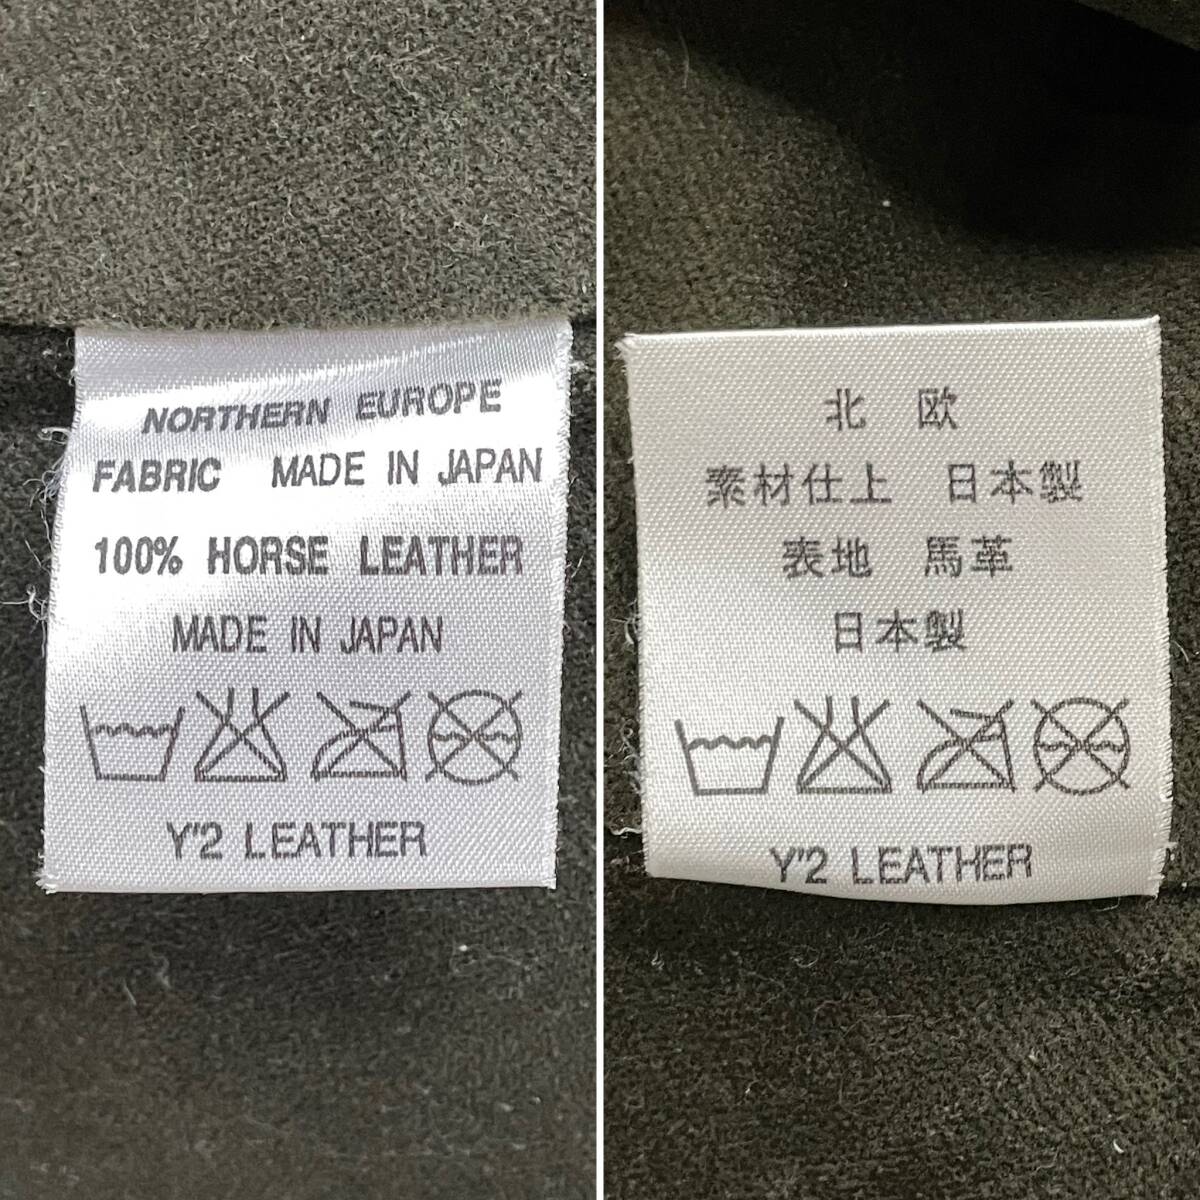 NORTHERN EUROPE
FABRIC MADE IN JAPAN
100% HORSE LEATHER
MADE IN JAPAN
Y'2 LEATHER
北 欧
素材仕上 日本製
表地 馬革
日本製
Y'2 LEATHER